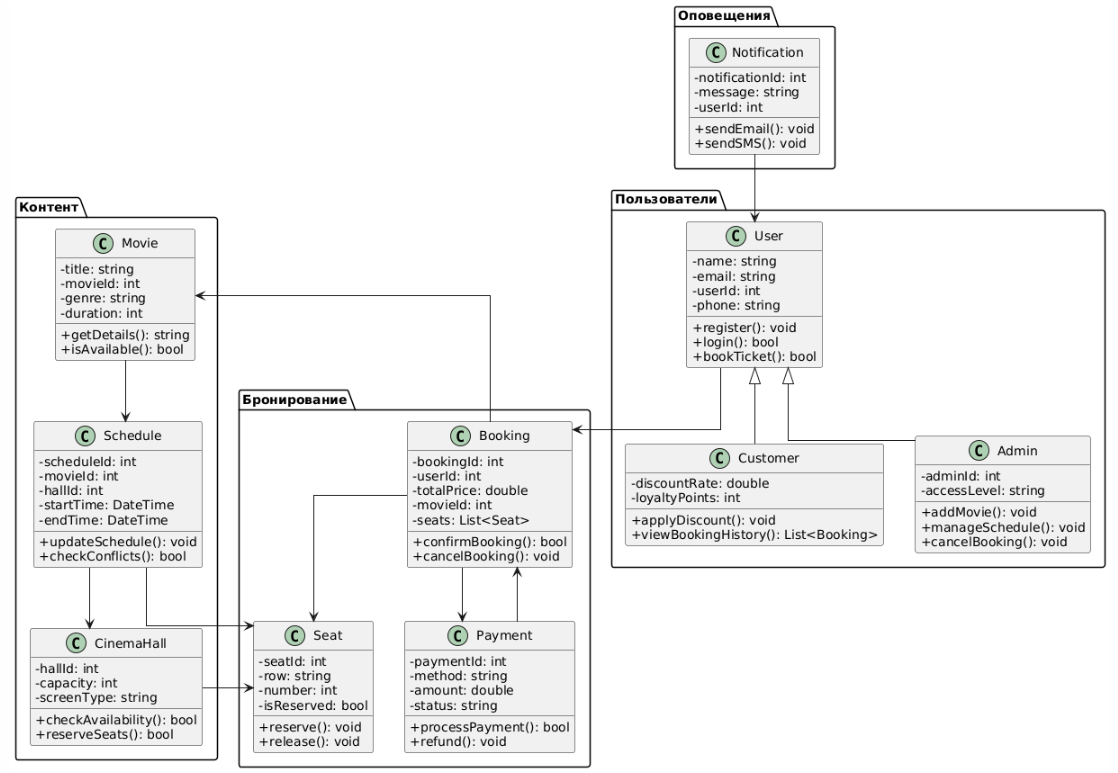 Оповещения
C Notification
-notificationId: int
-message: string
-userId: int
+sendEmail(): void
+sendSMS(): void
Пользователи
C User
-name: string
-email: string
-userId: int
-phone: string
+register(): void
+login(): bool
+bookTicket(): bool
C Customer
-discountRate: double
-loyaltyPoints: int
+applyDiscount(): void
+viewBookingHistory(): List<Booking>
C Admin
-adminId: int
-accessLevel: string
+addMovie(): void
+manageSchedule(): void
+cancelBooking(): void
Контент
C Movie
-title: string
-movieId: int
-genre: string
-duration: int
+getDetails(): string
+isAvailable(): bool
C Schedule
-scheduleId: int
-movieId: int
-hallId: int
-startTime: DateTime
-endTime: DateTime
+updateSchedule(): void
+checkConflicts(): bool
C CinemaHall
-hallId: int
-capacity: int
-screenType: string
+checkAvailability(): bool
+reserveSeats(): bool
Бронирование
C Booking
-bookingId: int
-userId: int
-totalPrice: double
-movieId: int
-seats: List<Seat>
+confirmBooking(): bool
+cancelBooking(): void
C Seat
-seatId: int
-row: string
-number: int
-isReserved: bool
+reserve(): void
+release(): void
C Payment
-paymentId: int
-method: string
-amount: double
-status: string
+processPayment(): bool
+refund(): void